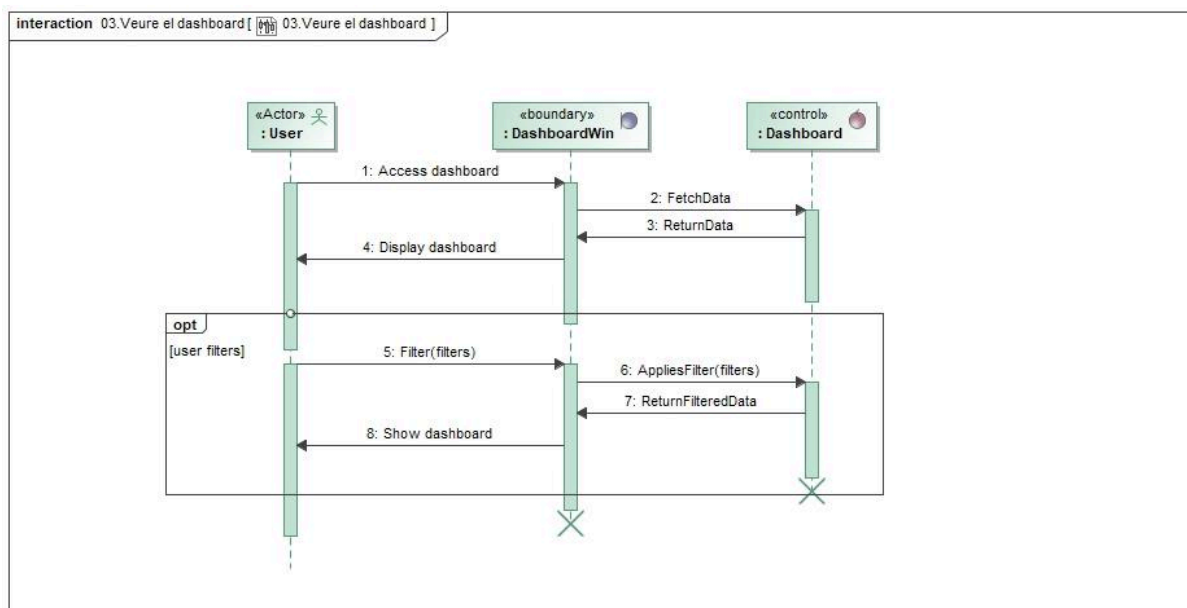 interaction 03.Veure el dashboard [ 03.Veure el dashboard ]
«Actor»
: User
«boundary»
: DashboardWin
«control»
: Dashboard
1: Access dashboard
2: FetchData
3: ReturnData
4: Display dashboard
opt
[user filters]
5: Filter(filters)
6: AppliesFilter(filters)
7: ReturnFilteredData
8: Show dashboard